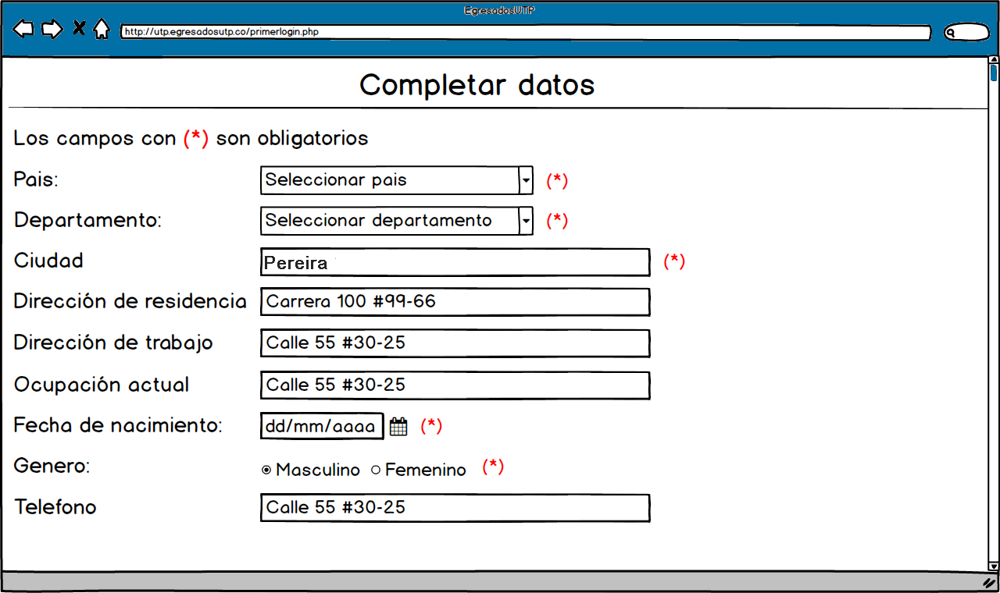 EgresadosUTP
http://utp.egresadosutp.co/primerlogin.php
Completar datos
Los campos con (*) son obligatorios
Pais: Seleccionar pais (*)
Departamento: Seleccionar departamento (*)
Ciudad Pereira (*)
Dirección de residencia Carrera 100 #99-66
Dirección de trabajo Calle 55 #30-25
Ocupación actual Calle 55 #30-25
Fecha de nacimiento: dd/mm/aaaa (*)
Genero: Masculino Femenino (*)
Telefono Calle 55 #30-25